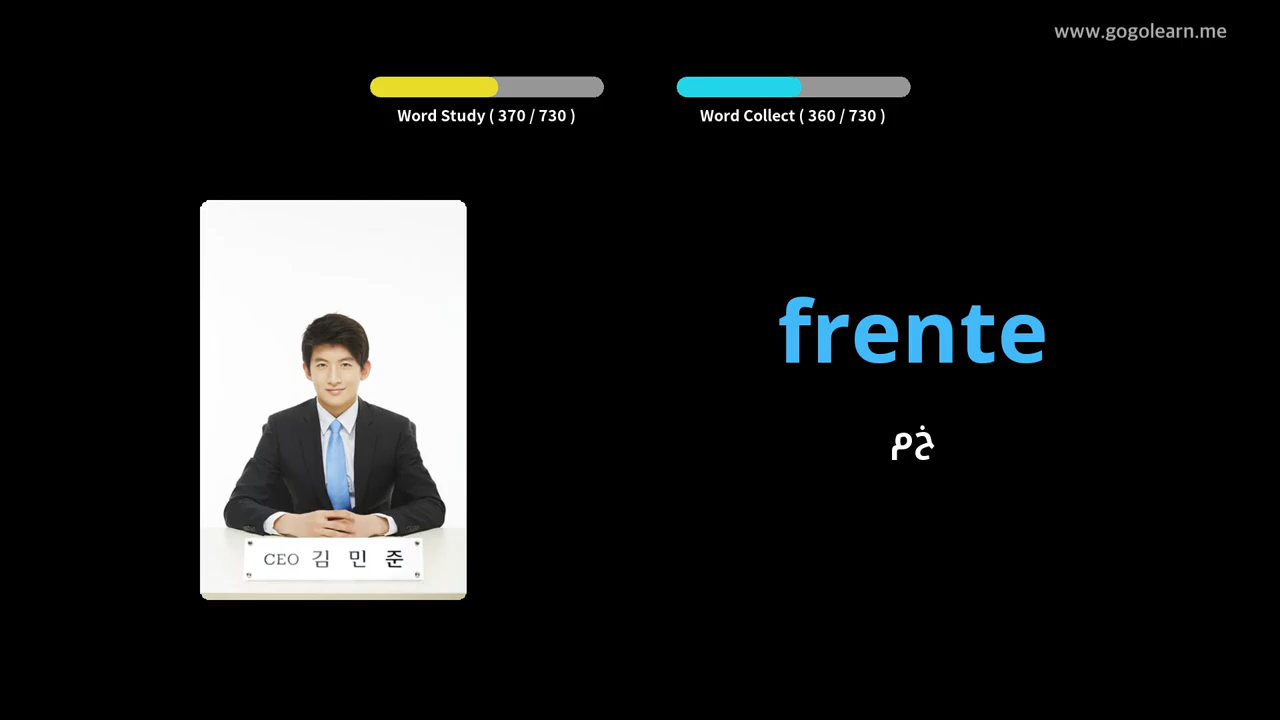 www.gogolearn.me
Word Study ( 370 / 730 )
Word Collect ( 360 / 730 )
frente
CEO 김 민 준